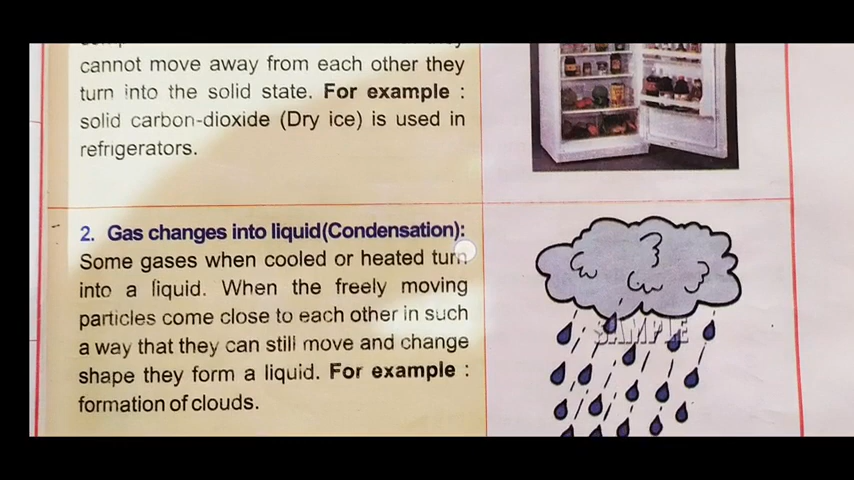 cannot move away from each other they
turn into the solid state. For example :
solid carbon-dioxide (Dry ice) is used in
refrigerators.
2. Gas changes into liquid(Condensation):
Some gases when cooled or heated turn
into a liquid. When the freely moving
particles come close to each other in such
a way that they can still move and change
shape they form a liquid. For example :
formation of clouds.
SAMPLE